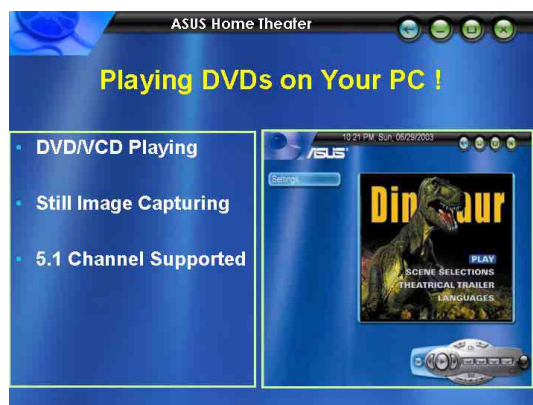 ASUS Home Theater
Playing DVDs on Your PC !
• DVD/VCD Playing
• Still Image Capturing
• 5.1 Channel Supported
10:21 PM, Sun, 06/29/2003
ASUS
Settings
PLAY
SCENE SELECTIONS
THEATRICAL TRAILER
LANGUAGES